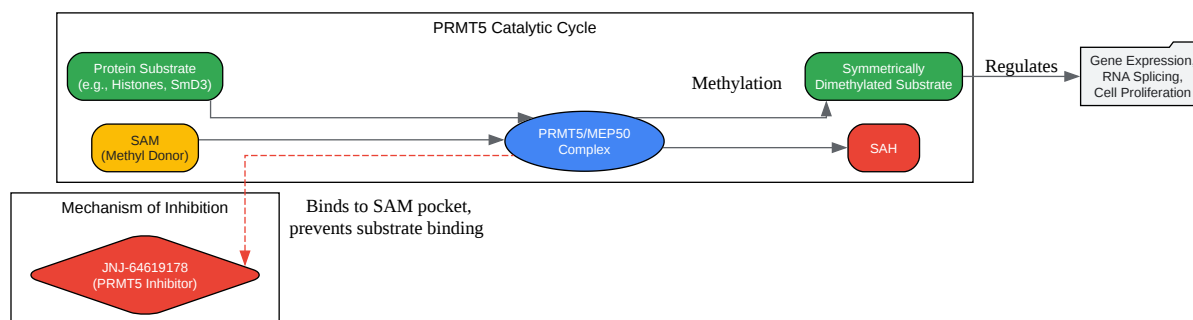 PRMT5 Catalytic Cycle
Protein Substrate
(e.g., Histones, SmD3)
Methylation
Symmetrically
Dimethylated Substrate
Regulates
Gene Expression,
RNA Splicing,
Cell Proliferation
SAM
(Methyl Donor)
PRMT5/MEP50
Complex
SAH
Mechanism of Inhibition
Binds to SAM pocket,
prevents substrate binding
JNJ-64619178
(PRMT5 Inhibitor)